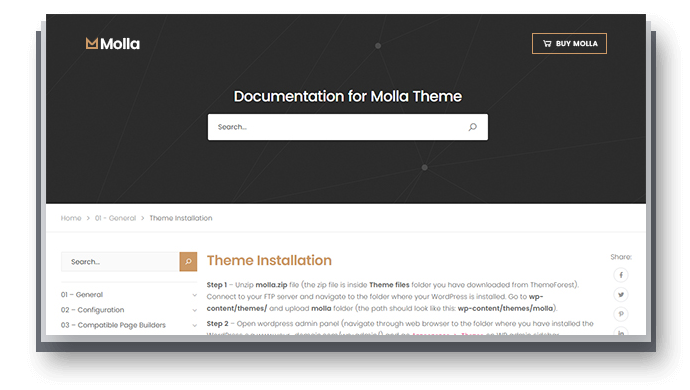 Molla
BUY MOLLA
Documentation for Molla Theme
Search...
Home > 01 - General > Theme Installation
Search...
01 – General
02 – Configuration
03 – Compatible Page Builders
Theme Installation
Step 1 – Unzip molla.zip file (the zip file is inside Theme files folder you have downloaded from ThemeForest).
Connect to your FTP server and navigate to the folder where your WordPress is installed. Go to wp-
content/themes/ and upload molla folder (the path should look like this: wp-content/themes/molla).
Step 2 – Open wordpress admin panel (navigate through web browser to the folder where you have installed the
Share: